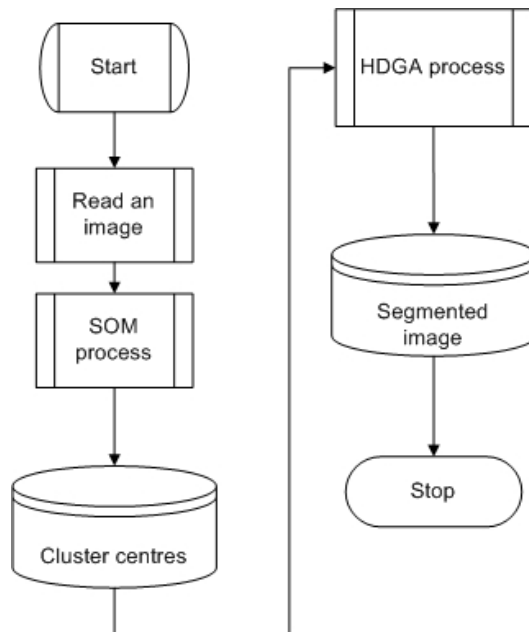 Start
Read an
image
SOM
process
Cluster centres
HDGA process
Segmented
image
Stop